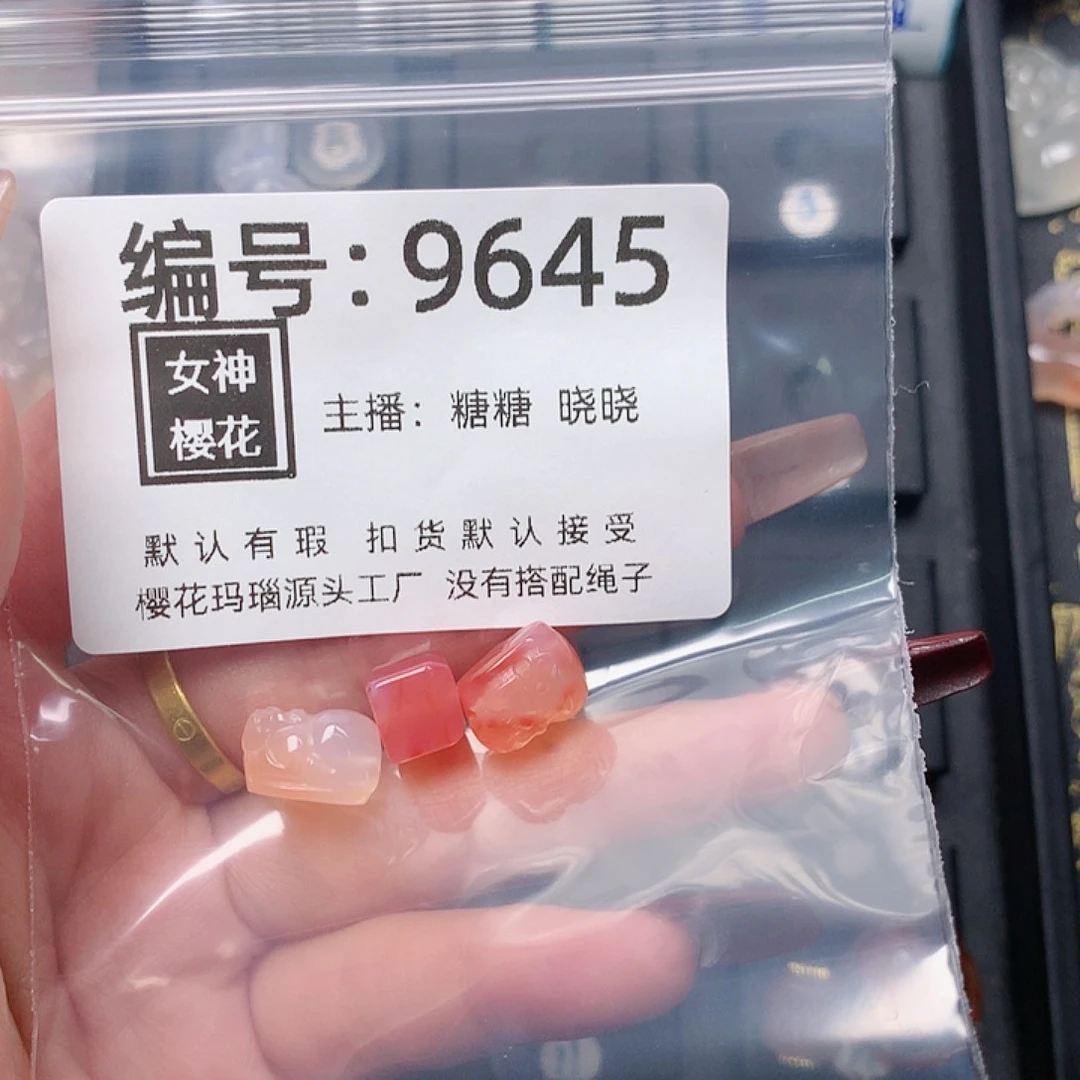 编号：9645
女神
樱花
主播：糖糖 晓晓
默认有瑕 扣货默认接受
樱花玛瑙源头工厂 没有搭配绳子